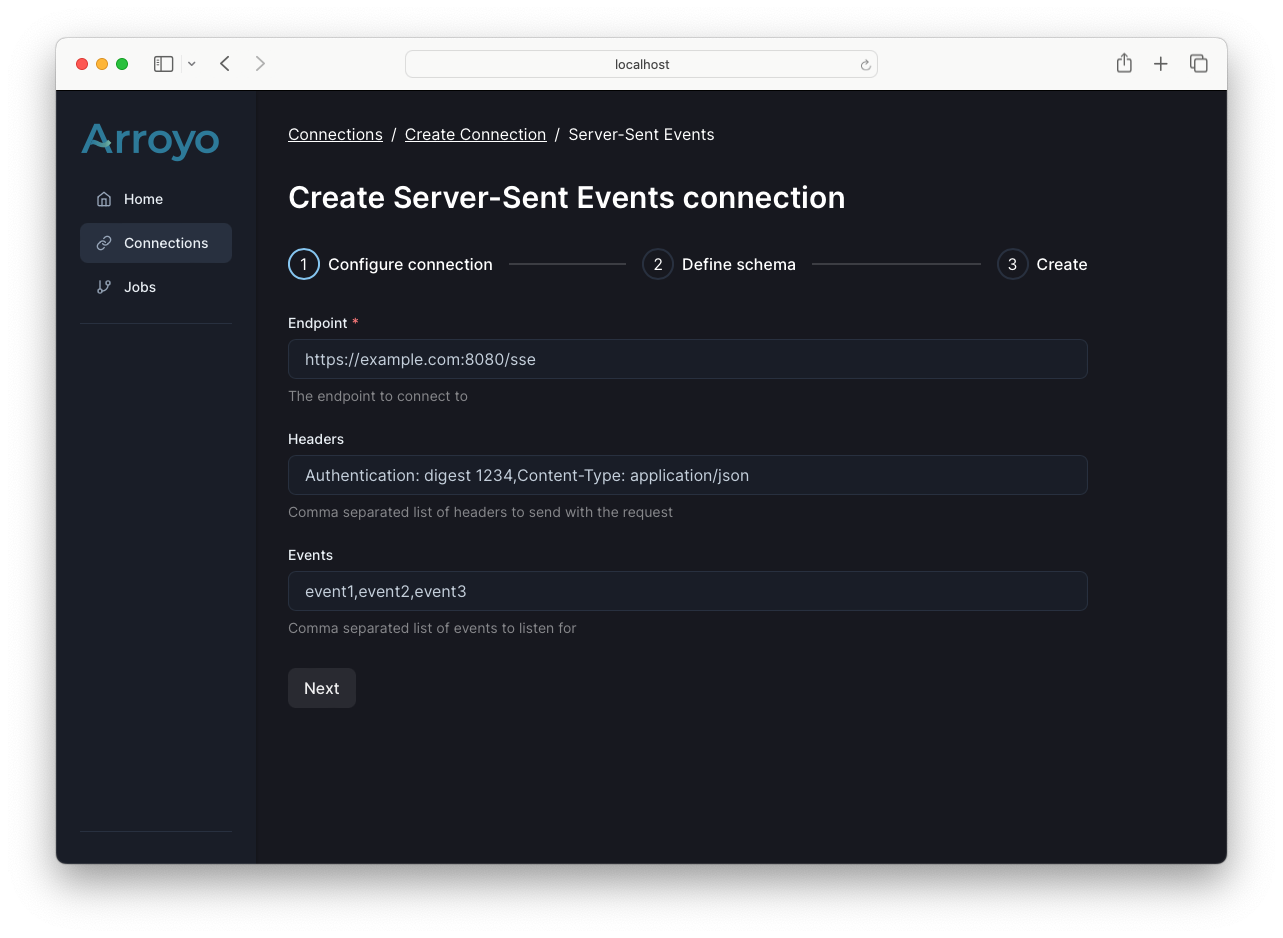 localhost
Arroyo
Home
Connections
Jobs
Connections / Create Connection / Server-Sent Events
Create Server-Sent Events connection
1 Configure connection 2 Define schema 3 Create
Endpoint *
https://example.com:8080/sse
The endpoint to connect to
Headers
Authentication: digest 1234,Content-Type: application/json
Comma separated list of headers to send with the request
Events
event1,event2,event3
Comma separated list of events to listen for
Next